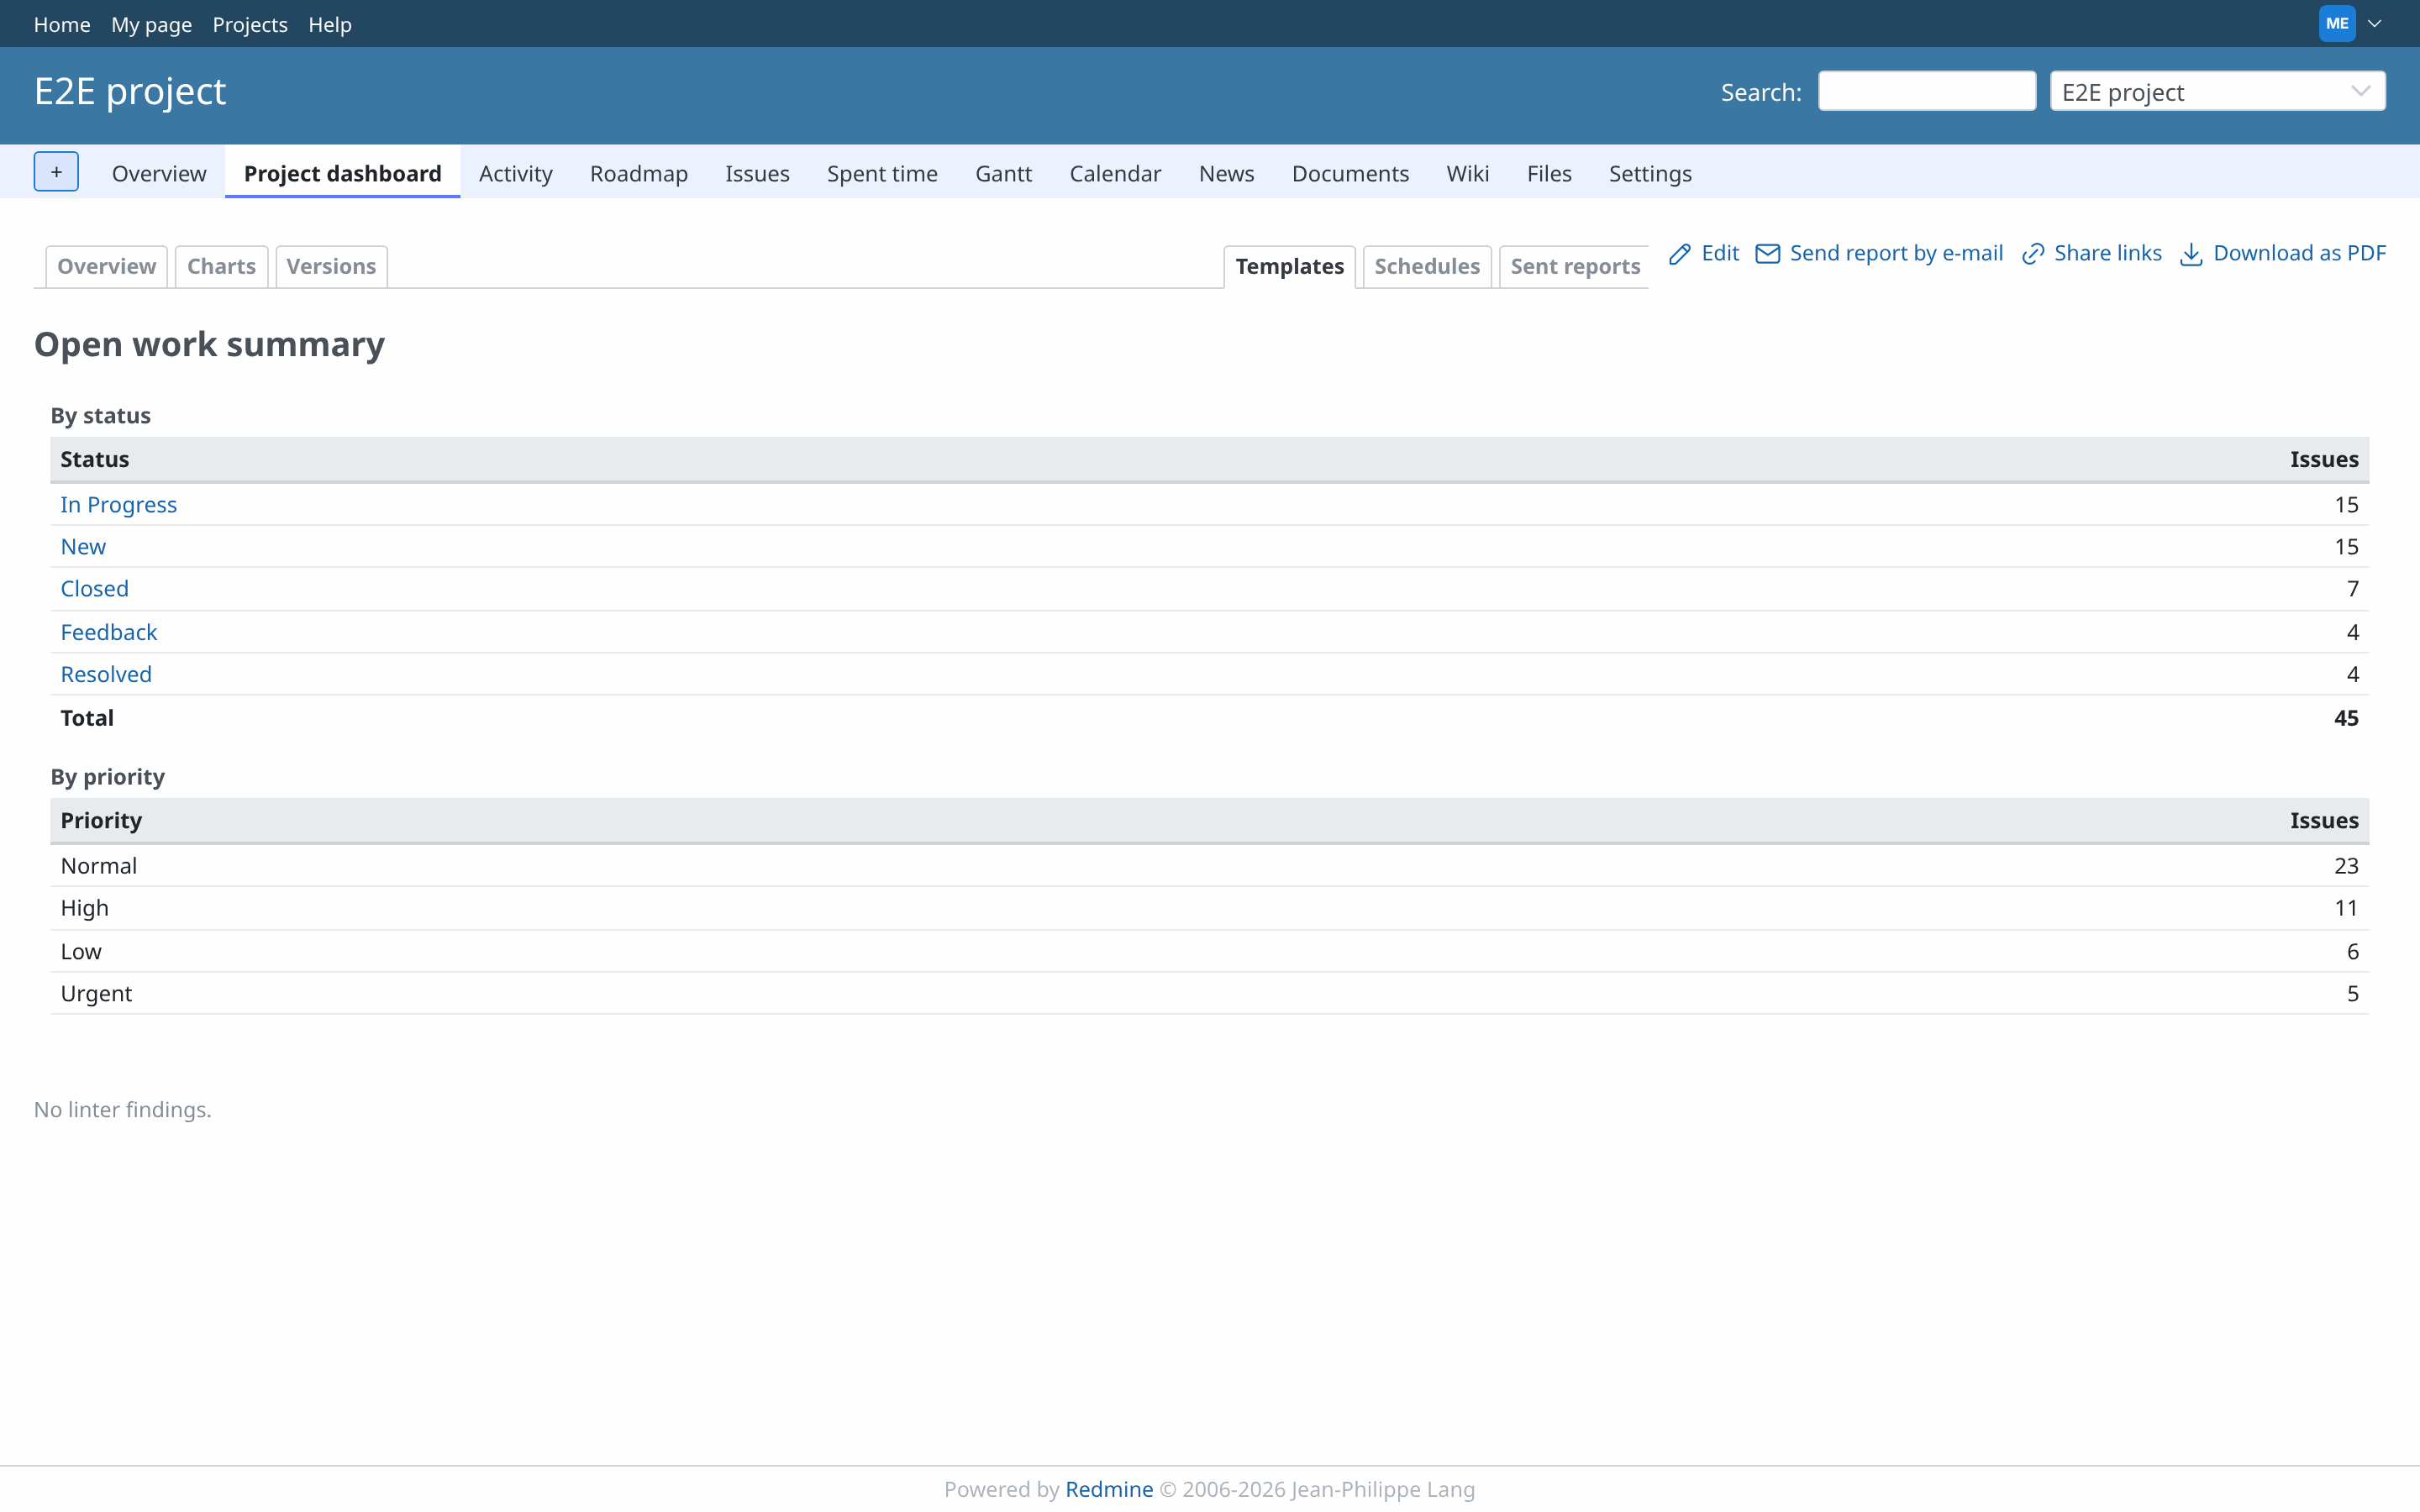 Home My page Projects Help ME
E2E project Search: E2E project
+ Overview Project dashboard Activity Roadmap Issues Spent time Gantt Calendar News Documents Wiki Files Settings
Overview Charts Versions Templates Schedules Sent reports Edit Send report by e-mail Share links Download as PDF
Open work summary
By status
Status Issues
In Progress 15
New 15
Closed 7
Feedback 4
Resolved 4
Total 45
By priority
Priority Issues
Normal 23
High 11
Low 6
Urgent 5
No linter findings.
Powered by Redmine © 2006-2026 Jean-Philippe Lang